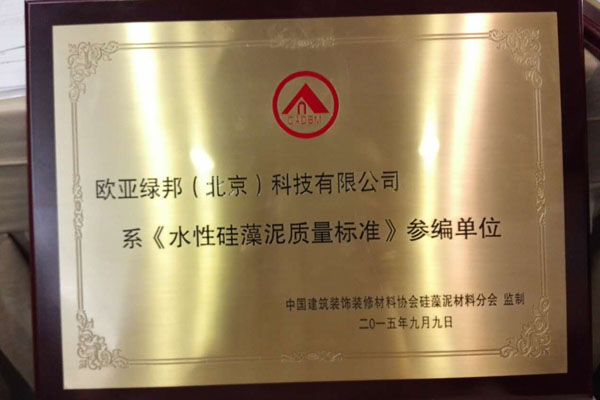 CADBM
欧亚绿邦（北京）科技有限公司
系《水性硅藻泥质量标准》参编单位
中国建筑装饰装修材料协会硅藻泥材料分会 监制
二〇一五年九月九日